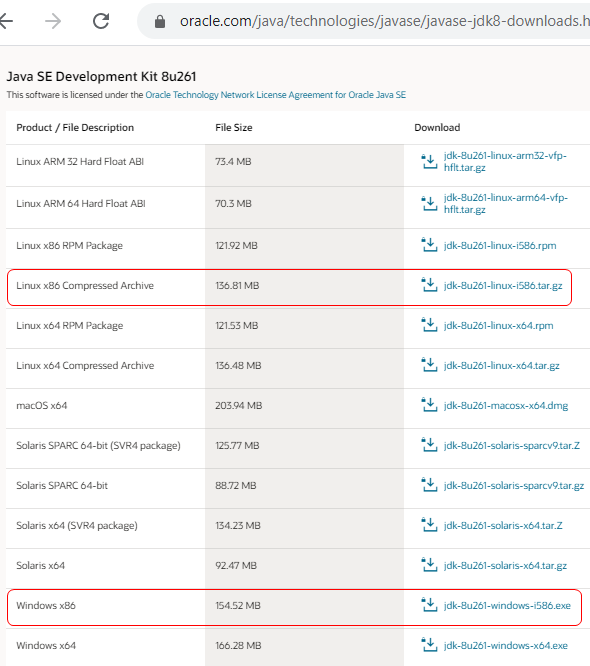 oracle.com/java/technologies/javase/javase-jdk8-downloads.h
Java SE Development Kit 8u261
This software is licensed under the Oracle Technology Network License Agreement for Oracle Java SE
Product / File Description File Size Download
Linux ARM 32 Hard Float ABI 73.4 MB jdk-8u261-linux-arm32-vfp-
hflt.tar.gz
Linux ARM 64 Hard Float ABI 70.3 MB jdk-8u261-linux-arm64-vfp-
hflt.tar.gz
Linux x86 RPM Package 121.92 MB jdk-8u261-linux-i586.rpm
Linux x86 Compressed Archive 136.81 MB jdk-8u261-linux-i586.tar.gz
Linux x64 RPM Package 121.53 MB jdk-8u261-linux-x64.rpm
Linux x64 Compressed Archive 136.48 MB jdk-8u261-linux-x64.tar.gz
macOS x64 203.94 MB jdk-8u261-macosx-x64.dmg
Solaris SPARC 64-bit (SVR4 package) 125.77 MB jdk-8u261-solaris-sparcv9.tar.Z
Solaris SPARC 64-bit 88.72 MB jdk-8u261-solaris-sparcv9.tar.gz
Solaris x64 (SVR4 package) 134.23 MB jdk-8u261-solaris-x64.tar.Z
Solaris x64 92.47 MB jdk-8u261-solaris-x64.tar.gz
Windows x86 154.52 MB jdk-8u261-windows-i586.exe
Windows x64 166.28 MB jdk-8u261-windows-x64.exe